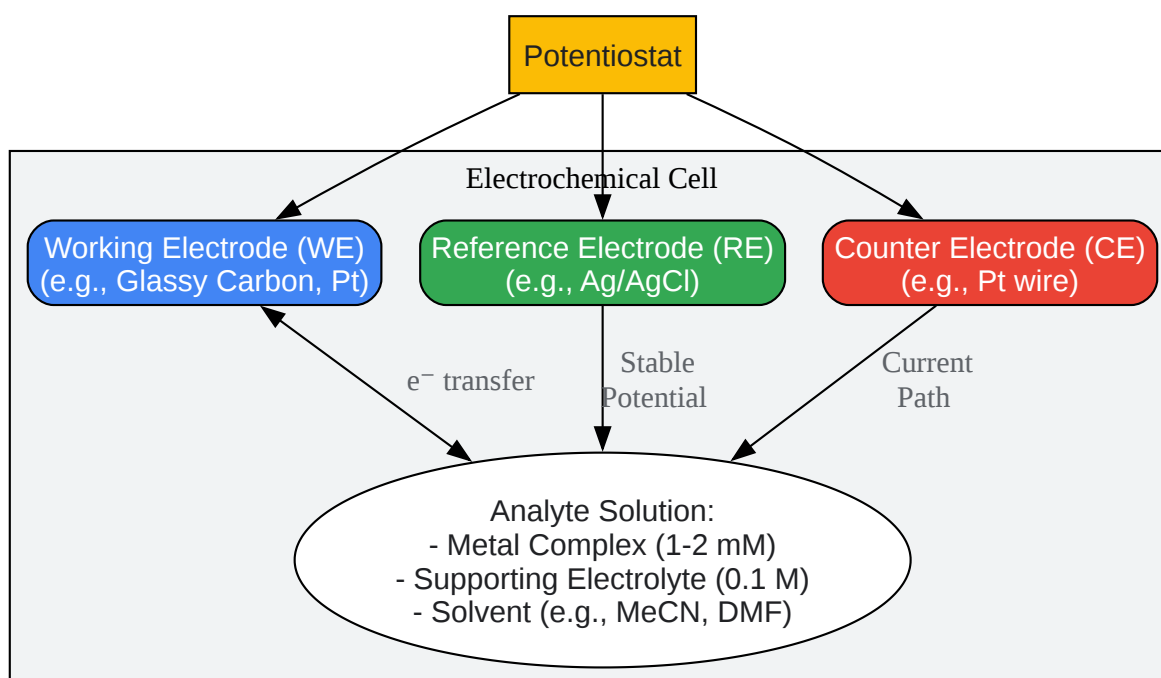 Potentiostat
Electrochemical Cell
Working Electrode (WE)
(e.g., Glassy Carbon, Pt)
Reference Electrode (RE)
(e.g., Ag/AgCl)
Counter Electrode (CE)
(e.g., Pt wire)
e⁻ transfer
Stable
Potential
Current
Path
Analyte Solution:
- Metal Complex (1-2 mM)
- Supporting Electrolyte (0.1 M)
- Solvent (e.g., MeCN, DMF)